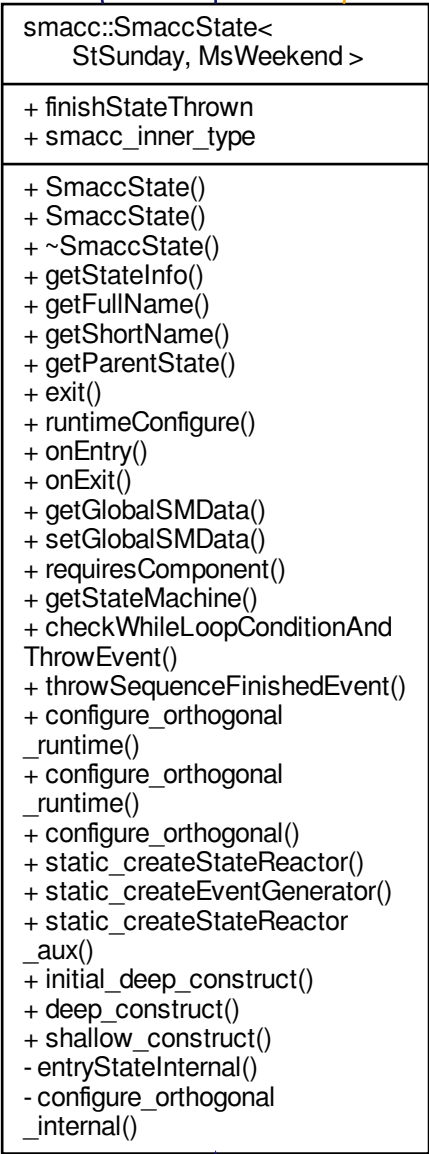 smacc::SmaccState<
StSunday, MsWeekend >
+ finishStateThrown
+ smacc_inner_type
+ SmaccState()
+ SmaccState()
+ ~SmaccState()
+ getStateInfo()
+ getFullName()
+ getShortName()
+ getParentState()
+ exit()
+ runtimeConfigure()
+ onEntry()
+ onExit()
+ getGlobalSMData()
+ setGlobalSMData()
+ requiresComponent()
+ getStateMachine()
+ checkWhileLoopConditionAnd
ThrowEvent()
+ throwSequenceFinishedEvent()
+ configure_orthogonal
_runtime()
+ configure_orthogonal
_runtime()
+ configure_orthogonal()
+ static_createStateReactor()
+ static_createEventGenerator()
+ static_createStateReactor
_aux()
+ initial_deep_construct()
+ deep_construct()
+ shallow_construct()
- entryStateInternal()
- configure_orthogonal
_internal()